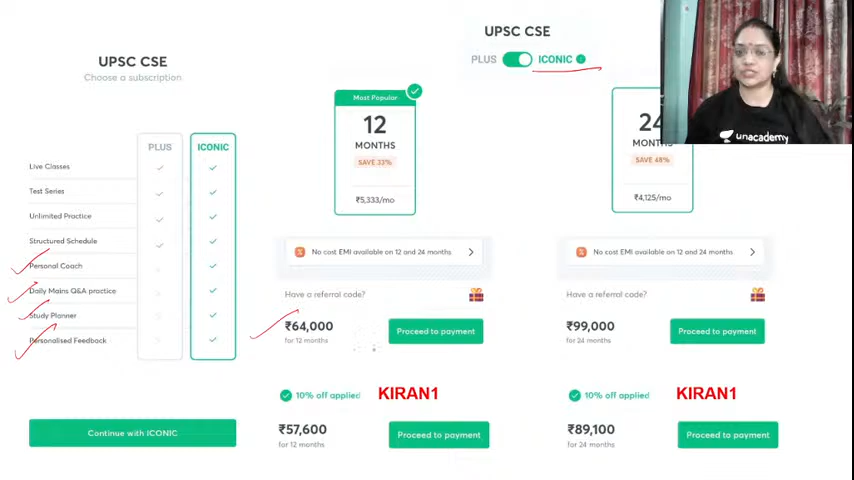 UPSC CSE
Choose a subscription
PLUS ICONIC
Live Classes
Test Series
Unlimited Practice
Structured Schedule
Personal Coach
Daily Mains Q&A practice
Study Planner
Personalised Feedback
Continue with ICONIC
UPSC CSE
PLUS ICONIC
Most Popular
12
MONTHS
SAVE 33%
₹5,333/mo
No cost EMI available on 12 and 24 months
Have a referral code?
₹64,000
for 12 months
Proceed to payment
10% off applied KIRAN1
₹57,600
for 12 months
Proceed to payment
24
MONTHS
SAVE 48%
₹4,125/mo
No cost EMI available on 12 and 24 months
Have a referral code?
₹99,000
for 24 months
Proceed to payment
10% off applied KIRAN1
₹89,100
for 24 months
Proceed to payment
unacademy